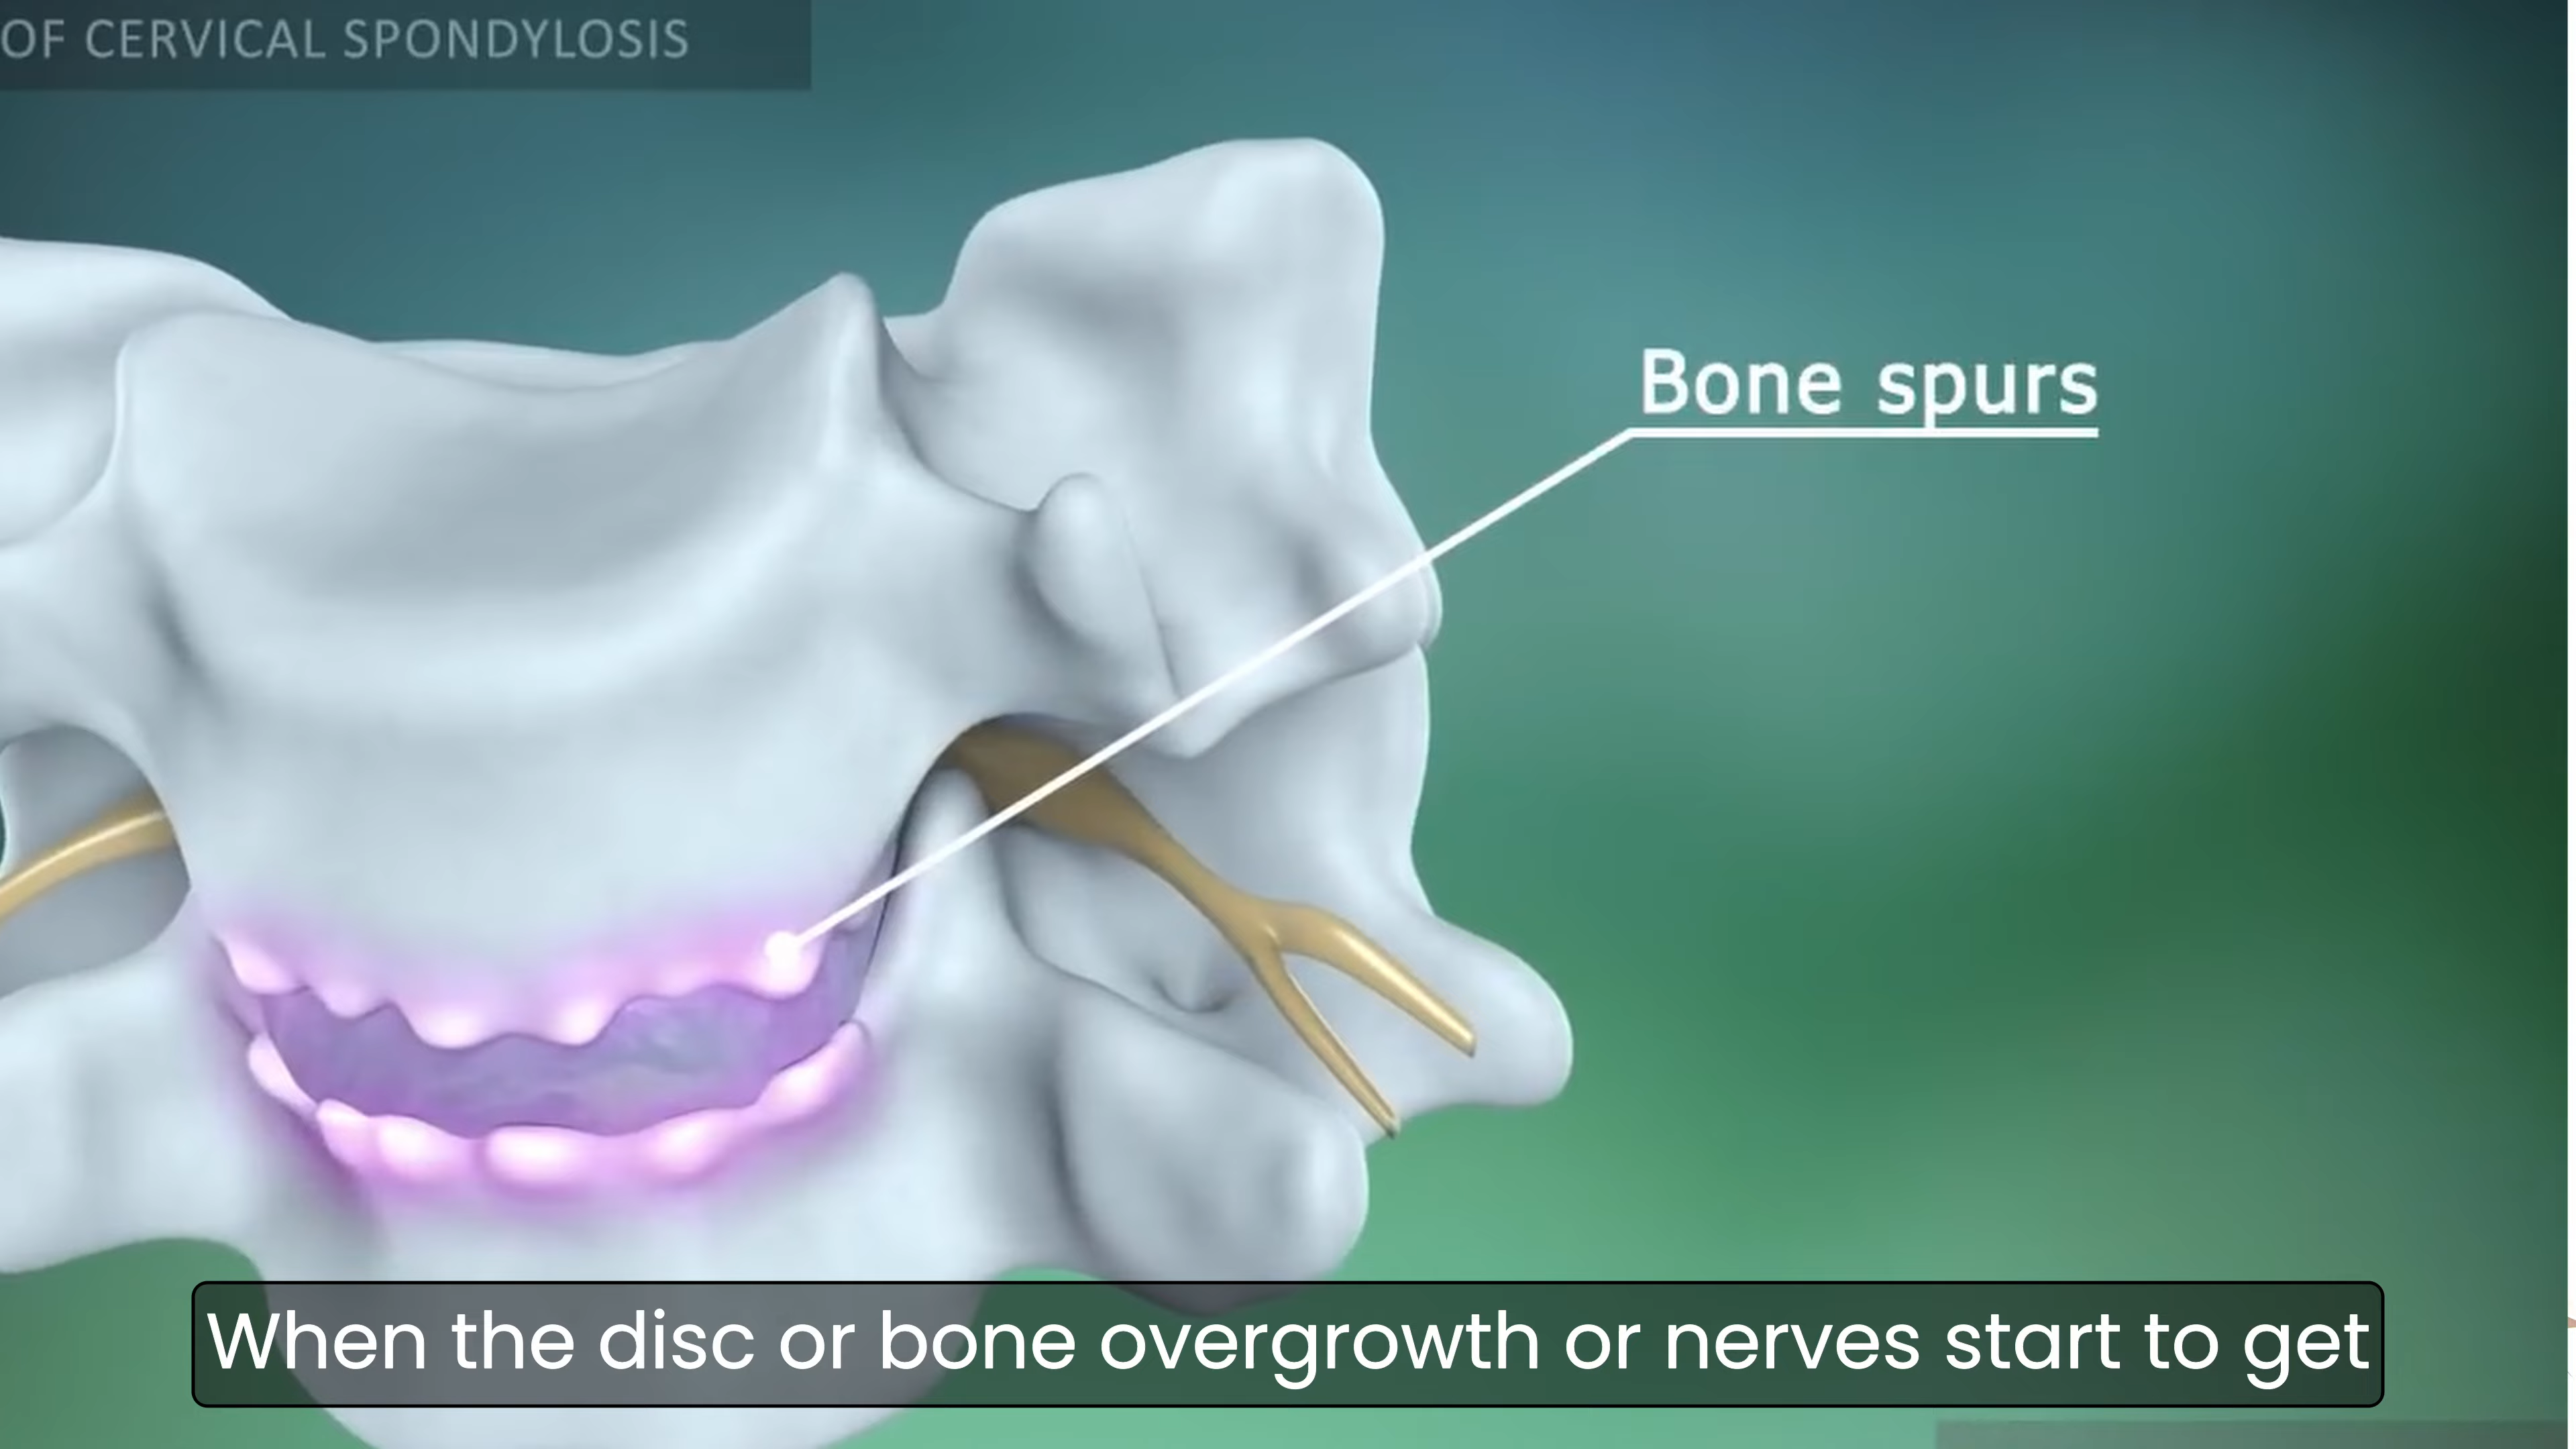 OF CERVICAL SPONDYLOSIS
Bone spurs
When the disc or bone overgrowth or nerves start to get